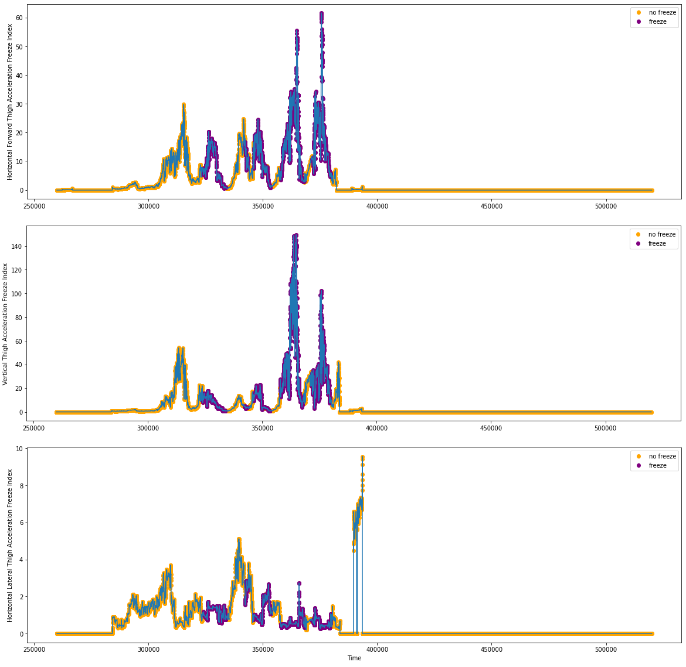 Horizontal Forward Thigh Acceleration Freeze Index
60
50
40
30
20
10
0
no freeze
freeze
250000 300000 350000 400000 450000 500000
Vertical Thigh Acceleration Freeze Index
140
120
100
80
60
40
20
0
no freeze
freeze
250000 300000 350000 400000 450000 500000
Horizontal Lateral Thigh Acceleration Freeze Index
10
8
6
4
2
0
no freeze
freeze
250000 300000 350000 400000 450000 500000
Time